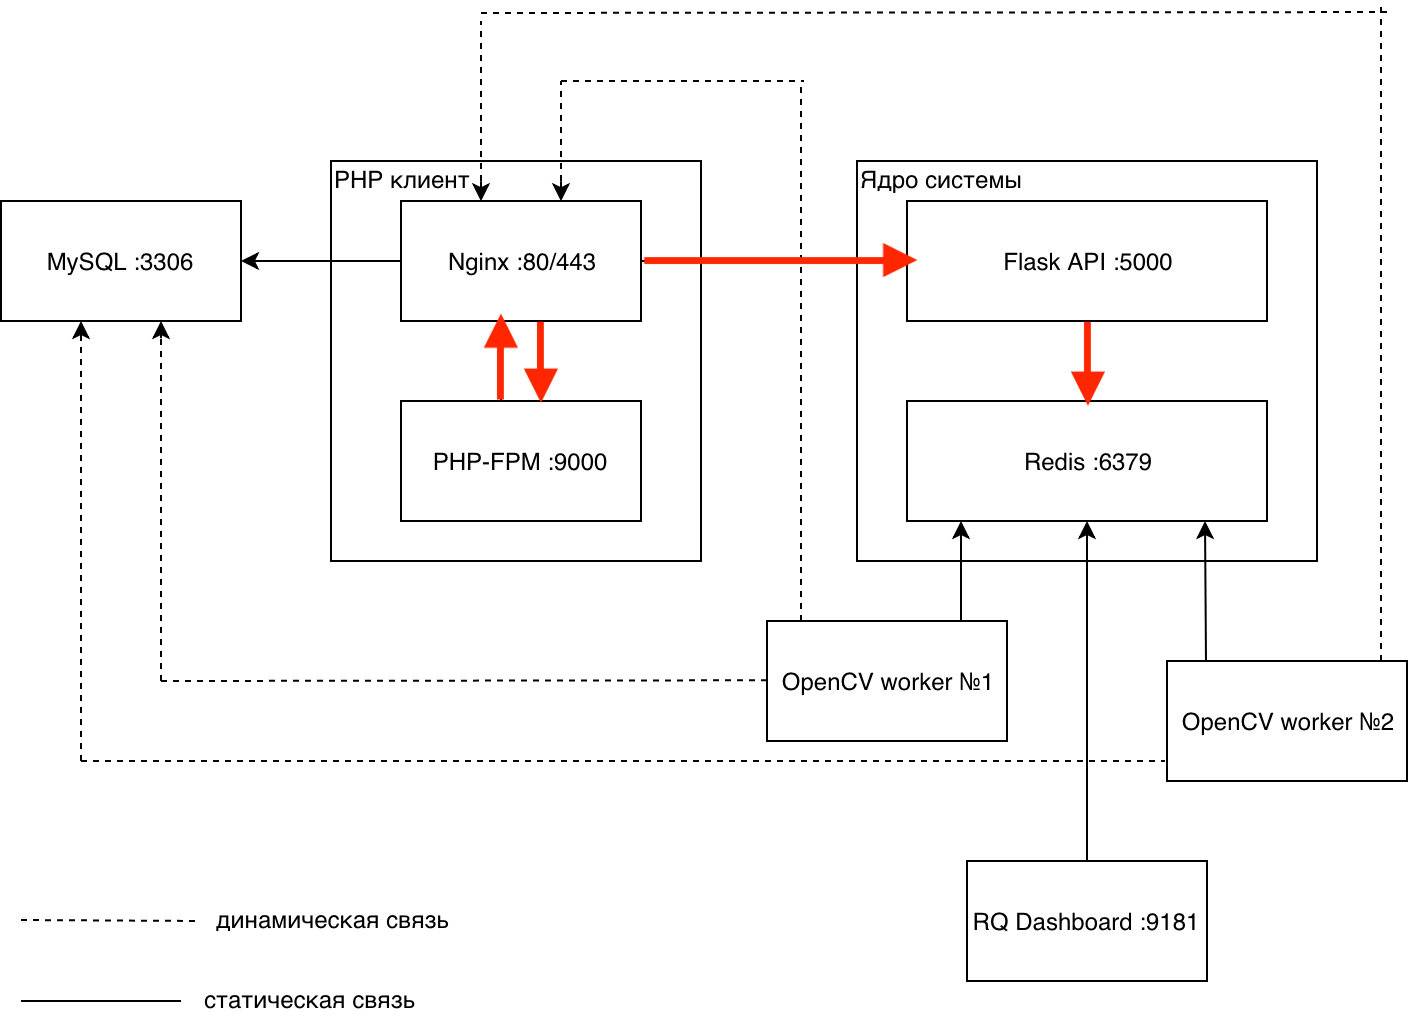 PHP клиент
Ядро системы
MySQL :3306
Nginx :80/443
Flask API :5000
PHP-FPM :9000
Redis :6379
OpenCV worker №1
OpenCV worker №2
RQ Dashboard :9181
динамическая связь
статическая связь